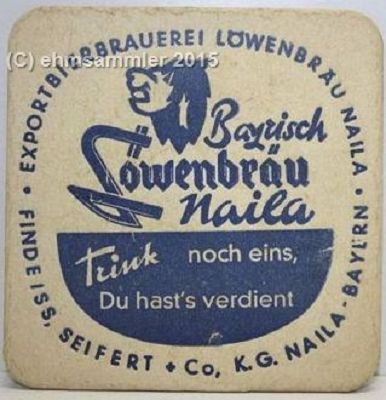 (C) ehmsammler 2015
EXPORTBIERBRAUEREI LÖWENBRÄU NAILA
Bayrisch
Löwenbräu
Naila
Trink noch eins,
Du hast's verdient
• FINDEISS, SEIFERT + Co, K.G. NAILA-BAYERN •